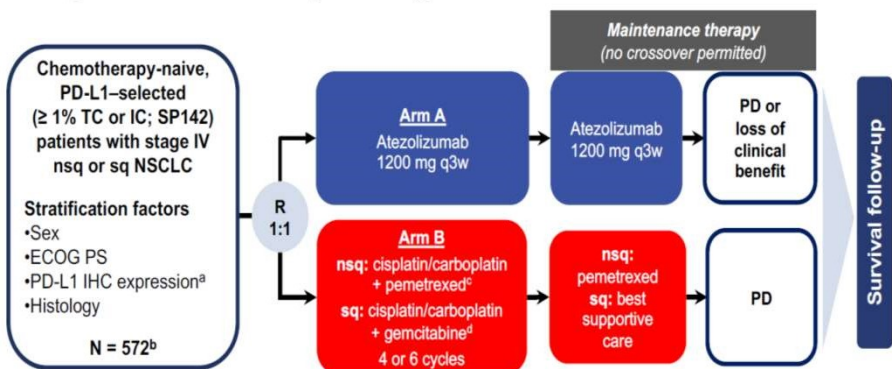 Maintenance therapy
(no crossover permitted)
Chemotherapy-naive,
PD-L1–selected
(≥ 1% TC or IC; SP142)
patients with stage IV
nsq or sq NSCLC
Stratification factors
•Sex
•ECOG PS
•PD-L1 IHC expressionᵃ
•Histology
N = 572ᵇ
R
1:1
Arm A
Atezolizumab
1200 mg q3w
Atezolizumab
1200 mg q3w
PD or
loss of
clinical
benefit
Arm B
nsq: cisplatin/carboplatin
+ pemetrexedᶜ
sq: cisplatin/carboplatin
+ gemcitabineᵈ
4 or 6 cycles
nsq:
pemetrexed
sq: best
supportive
care
PD
Survival follow-up